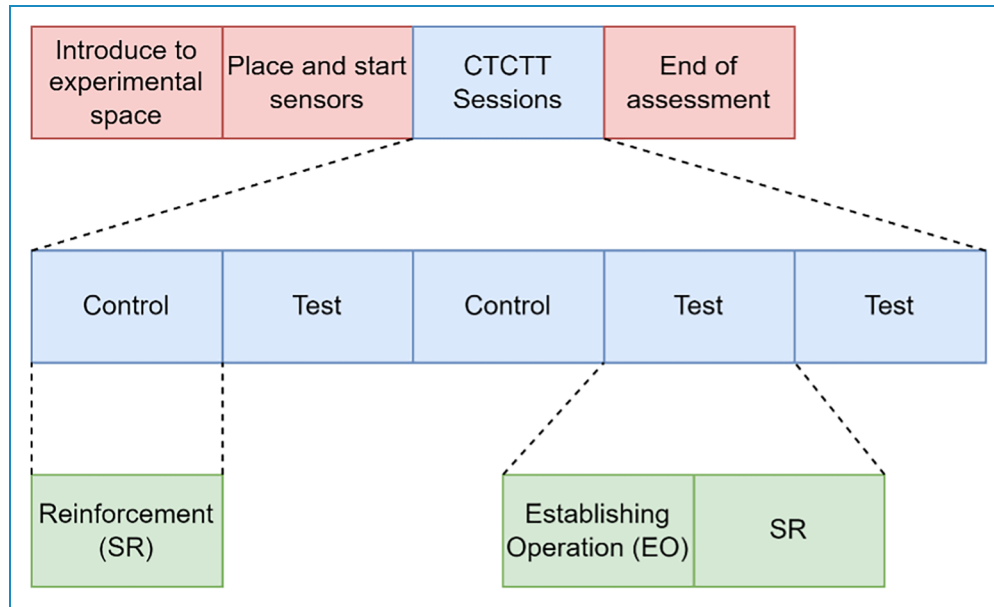 Introduce to
experimental
space
Place and start
sensors
CTCTT
Sessions
End of
assessment
Control
Test
Control
Test
Test
Reinforcement
(SR)
Establishing
Operation (EO)
SR